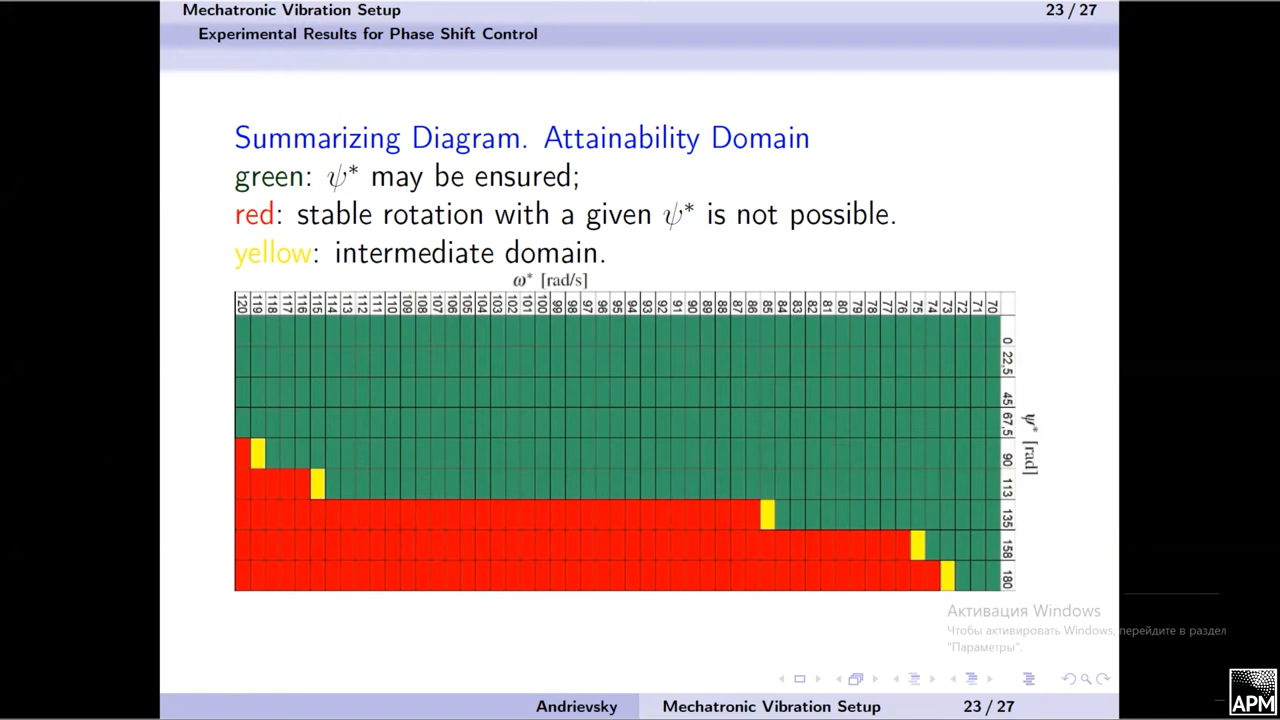 Mechatronic Vibration Setup 23 / 27
Experimental Results for Phase Shift Control
Summarizing Diagram. Attainability Domain
green: ψ* may be ensured;
red: stable rotation with a given ψ* is not possible.
yellow: intermediate domain.
ω* [rad/s]
120 119 118 117 116 115 114 113 112 111 110 109 108 107 106 105 104 103 102 101 100 99 98 97 96 95 94 93 92 91 90 89 88 87 86 85 84 83 82 81 80 79 78 77 76 75 74 73 72 71 70
0
22,5
45
67,5
90
113
135
158
180
ψ* [rad]
Активация Windows
Чтобы активировать Windows, перейдите в раздел
"Параметры".
Andrievsky Mechatronic Vibration Setup 23 / 27
APM